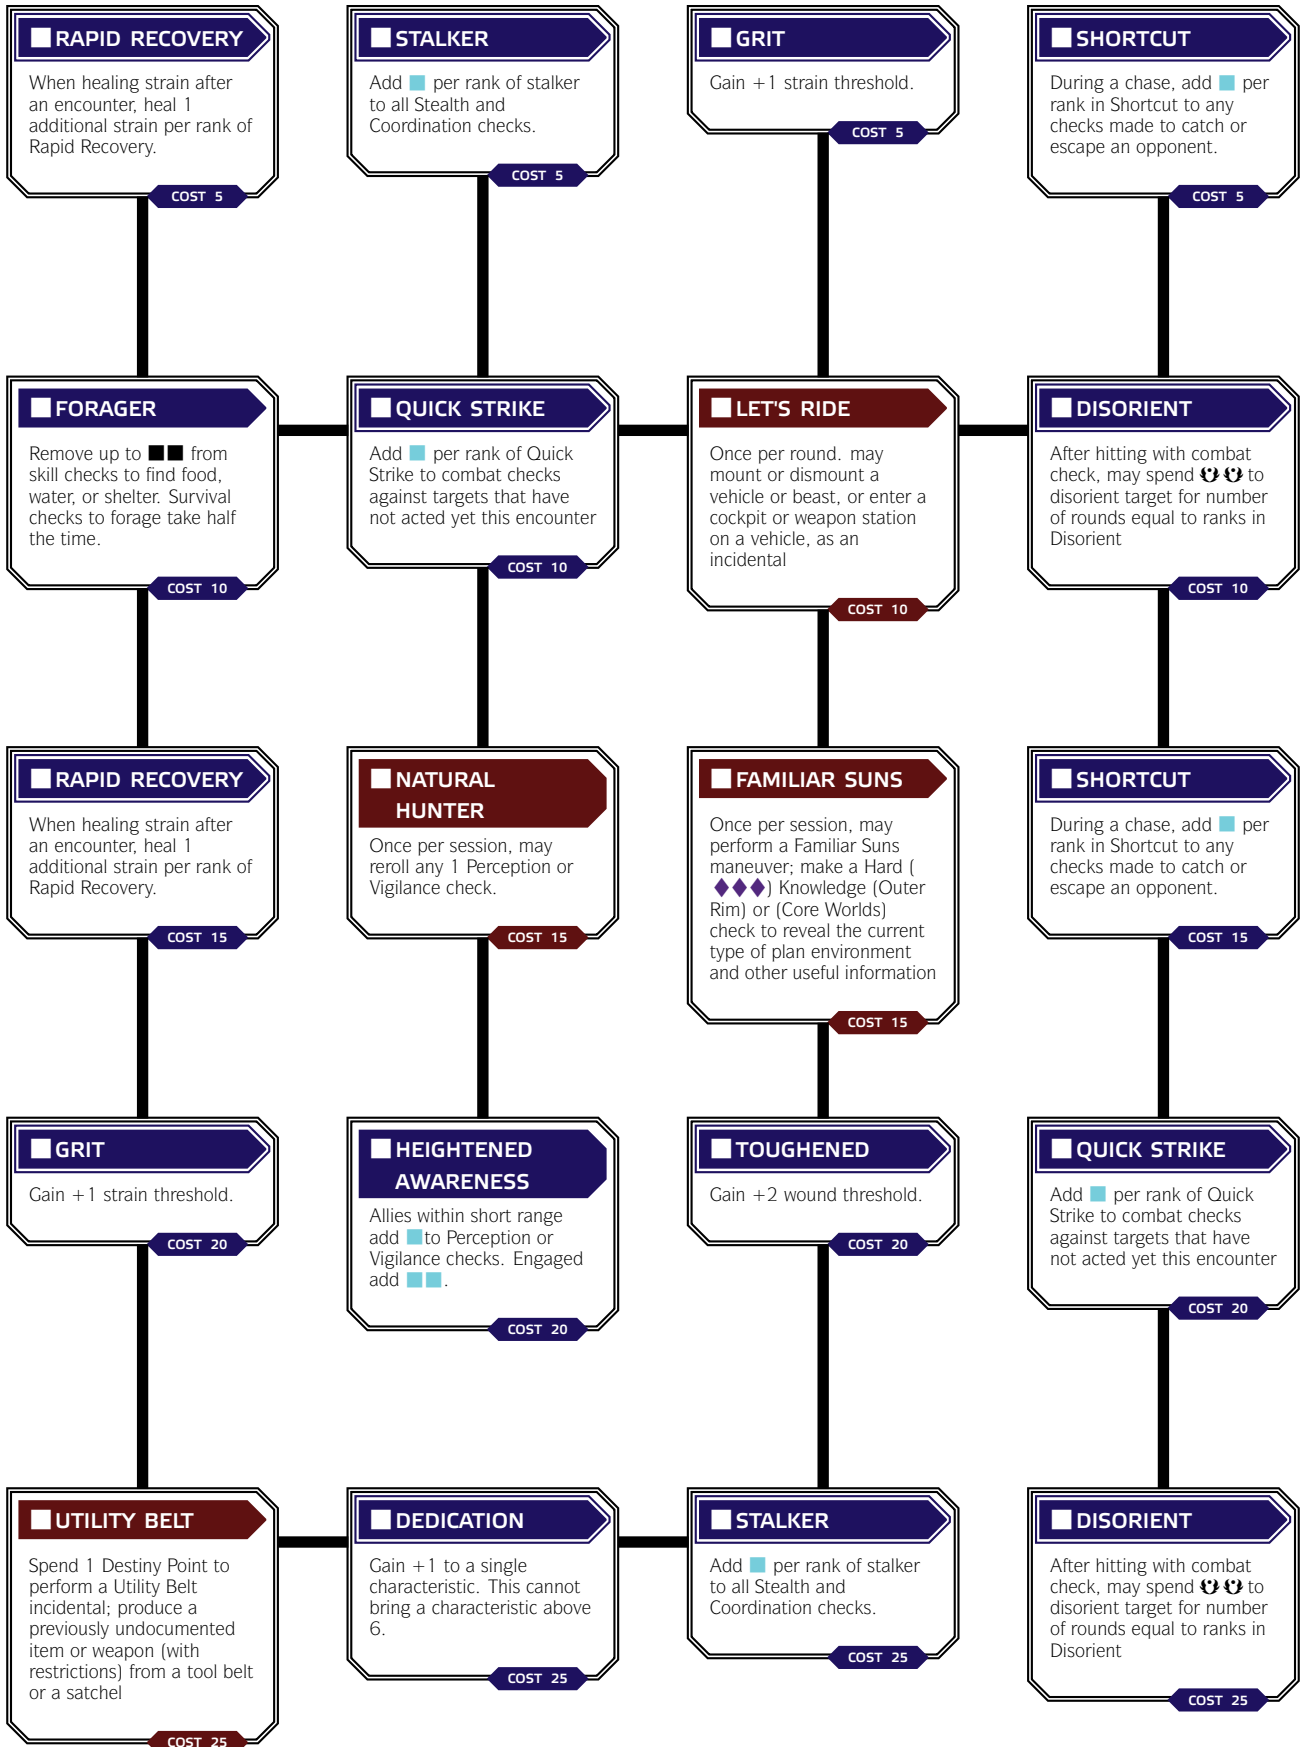 RAPID RECOVERY
When healing strain after
an encounter, heal 1
additional strain per rank of
Rapid Recovery.
COST 5
STALKER
Add per rank of stalker
to all Stealth and
Coordination checks.
COST 5
GRIT
Gain +1 strain threshold.
COST 5
SHORTCUT
During a chase, add per
rank in Shortcut to any
checks made to catch or
escape an opponent.
COST 5
FORAGER
Remove up to from
skill checks to find food,
water, or shelter. Survival
checks to forage take half
the time.
COST 10
QUICK STRIKE
Add per rank of Quick
Strike to combat checks
against targets that have
not acted yet this encounter
COST 10
LET'S RIDE
Once per round. may
mount or dismount a
vehicle or beast, or enter a
cockpit or weapon station
on a vehicle, as an
incidental
COST 10
DISORIENT
After hitting with combat
check, may spend to
disorient target for number
of rounds equal to ranks in
Disorient
COST 10
RAPID RECOVERY
When healing strain after
an encounter, heal 1
additional strain per rank of
Rapid Recovery.
COST 15
NATURAL
HUNTER
Once per session, may
reroll any 1 Perception or
Vigilance check.
COST 15
FAMILIAR SUNS
Once per session, may
perform a Familiar Suns
maneuver; make a Hard (
) Knowledge (Outer
Rim) or (Core Worlds)
check to reveal the current
type of plan environment
and other useful information
COST 15
SHORTCUT
During a chase, add per
rank in Shortcut to any
checks made to catch or
escape an opponent.
COST 15
GRIT
Gain +1 strain threshold.
COST 20
HEIGHTENED
AWARENESS
Allies within short range
add to Perception or
Vigilance checks. Engaged
add .
COST 20
TOUGHENED
Gain +2 wound threshold.
COST 20
QUICK STRIKE
Add per rank of Quick
Strike to combat checks
against targets that have
not acted yet this encounter
COST 20
UTILITY BELT
Spend 1 Destiny Point to
perform a Utility Belt
incidental; produce a
previously undocumented
item or weapon (with
restrictions) from a tool belt
or a satchel
COST 25
DEDICATION
Gain +1 to a single
characteristic. This cannot
bring a characteristic above
6.
COST 25
STALKER
Add per rank of stalker
to all Stealth and
Coordination checks.
COST 25
DISORIENT
After hitting with combat
check, may spend to
disorient target for number
of rounds equal to ranks in
Disorient
COST 25